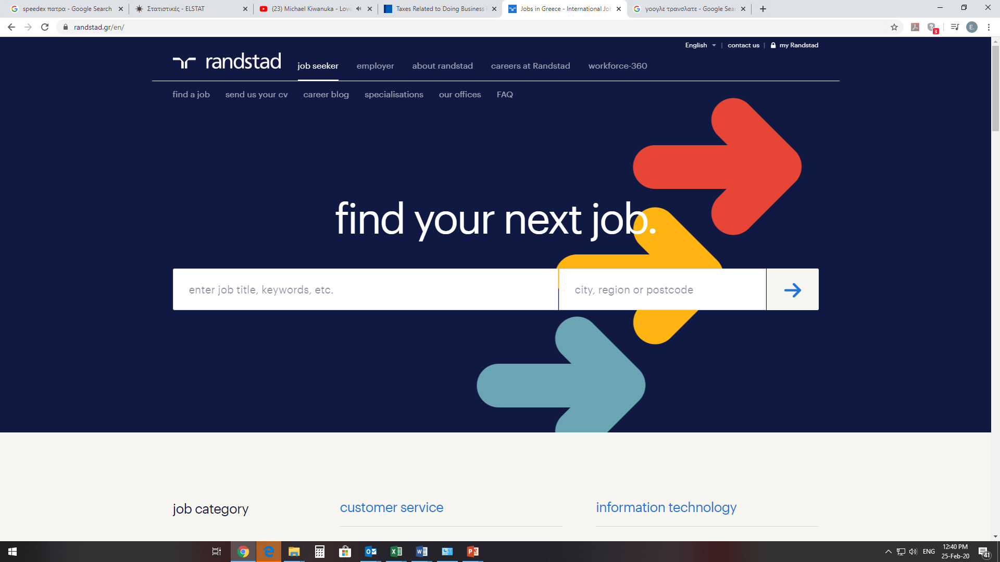 speedex πατρα - Google Search
Στατιστικές - ELSTAT
(23) Michael Kiwanuka - Love
Taxes Related to Doing Business
Jobs in Greece - International Job
γοογλε τρανσλατε - Google Sear
randstad.gr/en/
3
E.
English
contact us
my Randstad
randstad
job seeker
employer
about randstad
careers at Randstad
workforce-360
find a job
send us your cv
career blog
specialisations
our offices
FAQ
find your next job.
enter job title, keywords, etc.
city, region or postcode
job category
customer service
information technology
ENG
12:40 PM
25-Feb-20
41